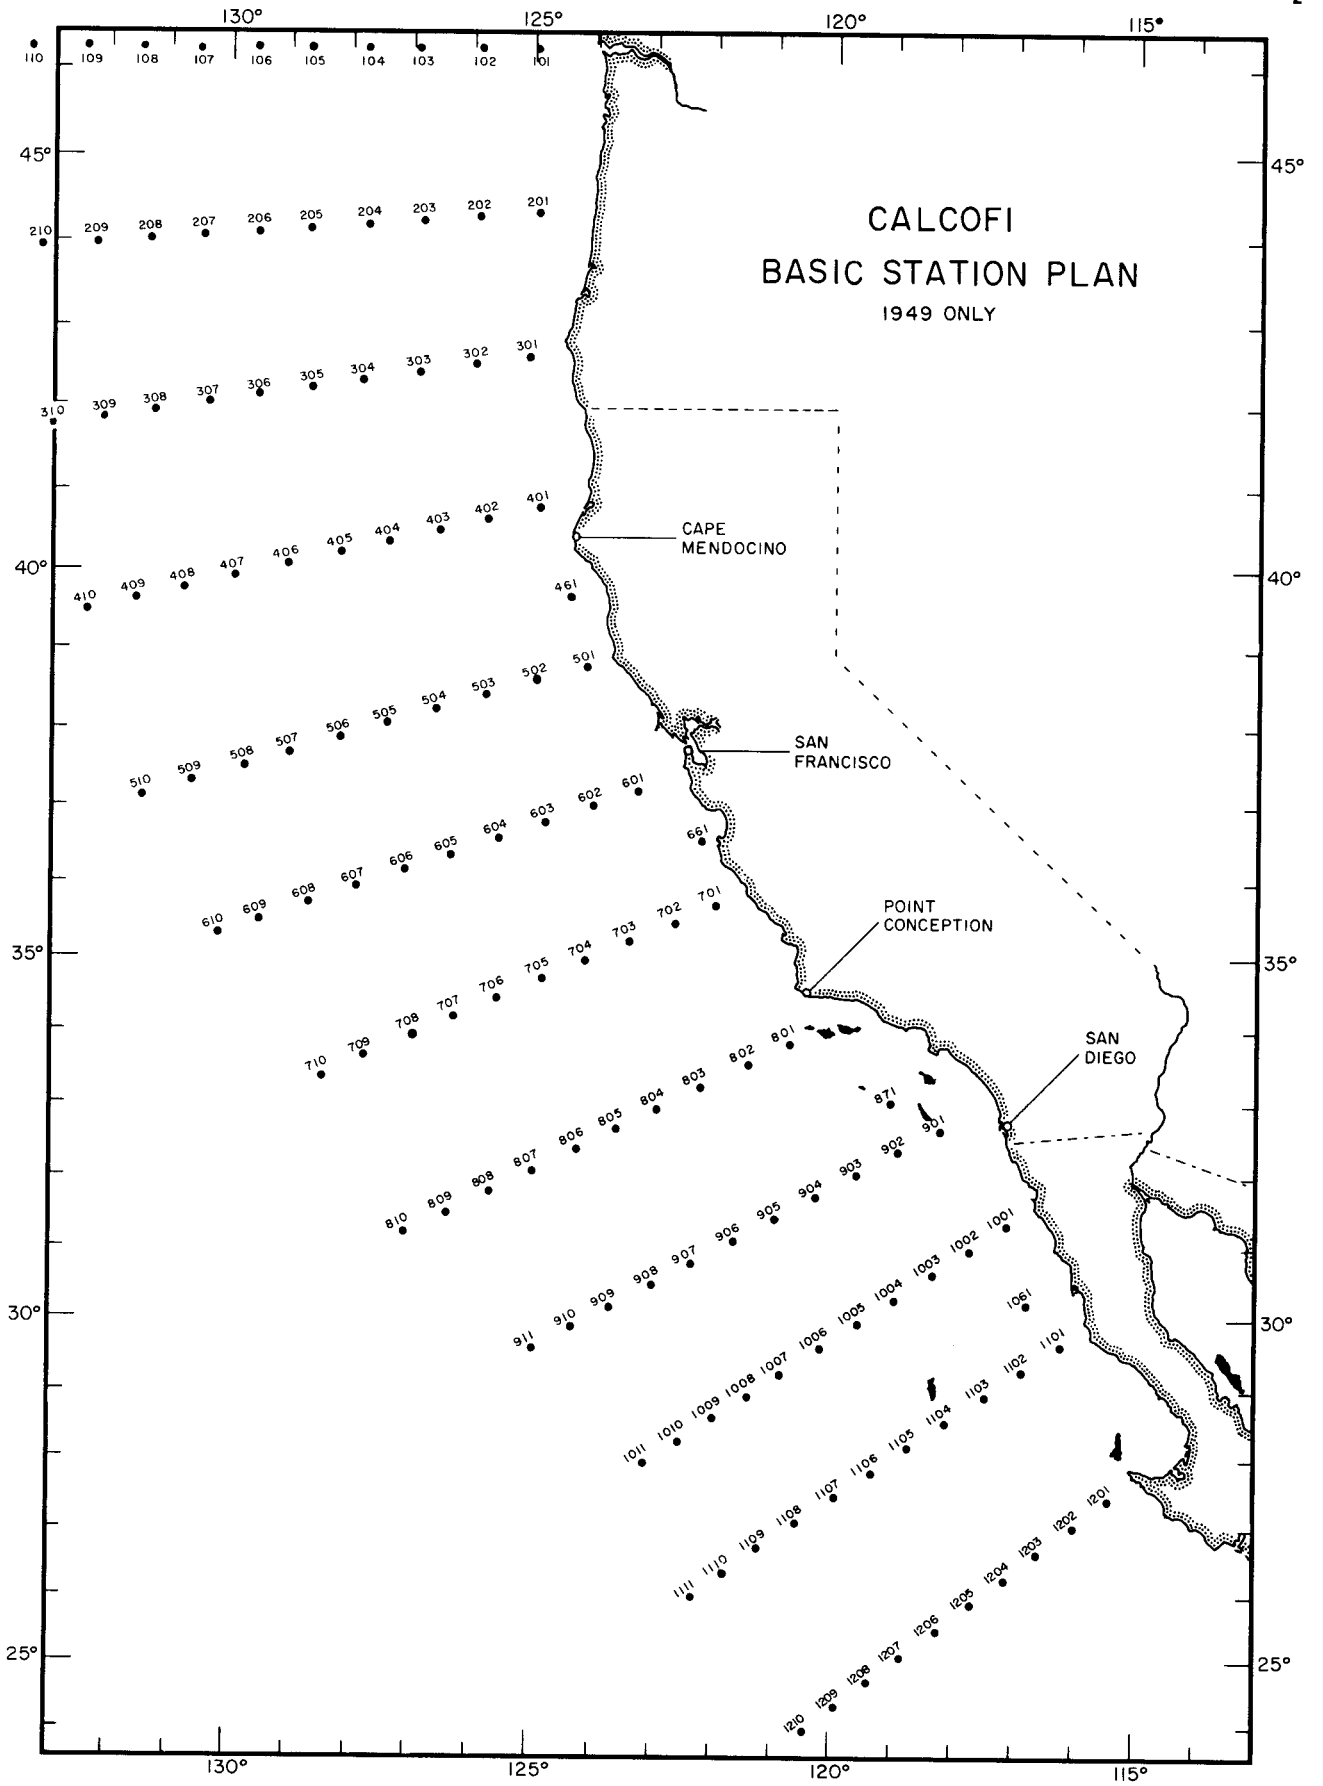 2
130° 125° 120° 115°
110 109 108 107 106 105 104 103 102 101
45° 45°
CALCOFI
BASIC STATION PLAN
1949 ONLY
210 209 208 207 206 205 204 203 202 201
310 309 308 307 306 305 304 303 302 301
410 409 408 407 406 405 404 403 402 401
CAPE
MENDOCINO
40° 40°
461
510 509 508 507 506 505 504 503 502 501
SAN
FRANCISCO
610 609 608 607 606 605 604 603 602 601
661
710 709 708 707 706 705 704 703 702 701
POINT
CONCEPTION
35° 35°
810 809 808 807 806 805 804 803 802 801
SAN
DIEGO
871
911 910 909 908 907 906 905 904 903 902 901
1011 1010 1009 1008 1007 1006 1005 1004 1003 1002 1001
1061
30° 30°
1111 1110 1109 1108 1107 1106 1105 1104 1103 1102 1101
1210 1209 1208 1207 1206 1205 1204 1203 1202 1201
25° 25°
130° 125° 120° 115°